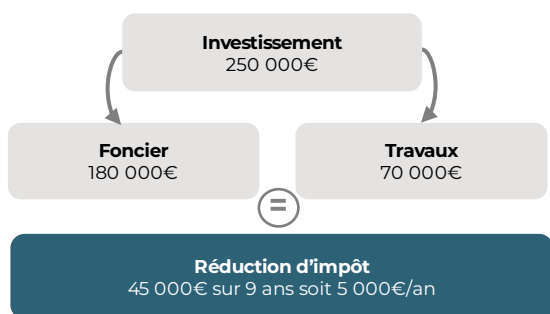 Investissement
250 000€
Foncier
180 000€
Travaux
70 000€
=
Réduction d’impôt
45 000€ sur 9 ans soit 5 000€/an